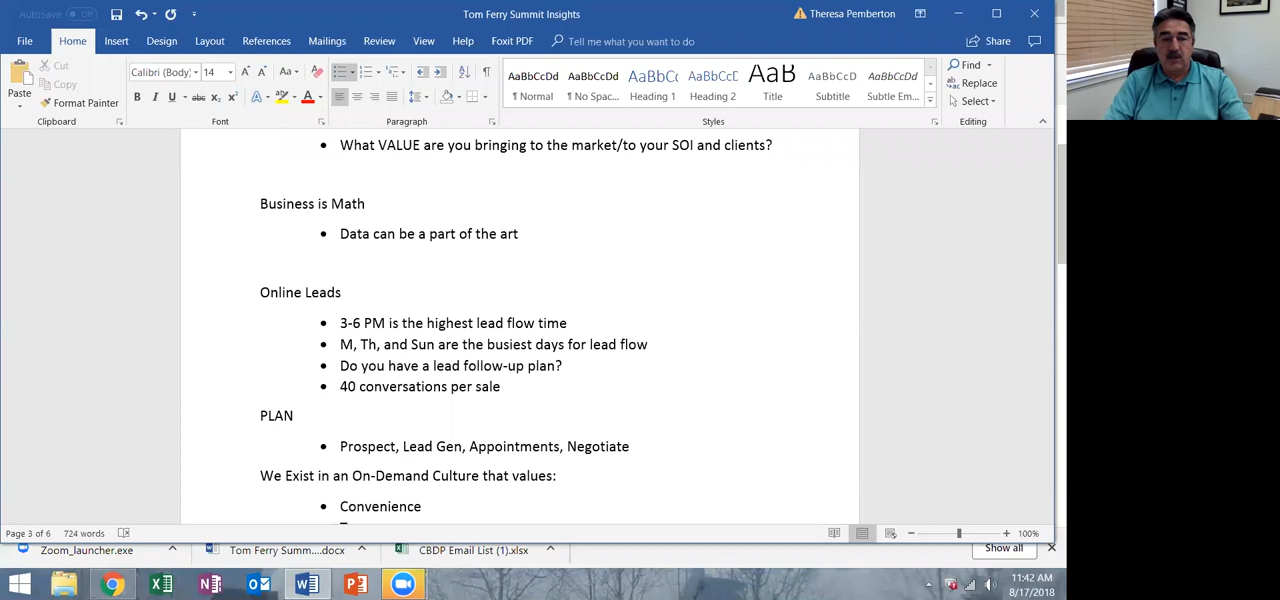 AutoSave Off
Tom Ferry Summit Insights
Theresa Pemberton
File Home Insert Design Layout References Mailings Review View Help Foxit PDF Tell me what you want to do Share
Paste
Cut
Copy
Format Painter
Clipboard
Calibri (Body) 14
Font
Paragraph
AaBbCcDd AaBbCcDd AaBbCc AaBbCcD AaB AaBbCcDd AaBbCcDd
¶ Normal ¶ No Spac... Heading 1 Heading 2 Title Subtitle Subtle Em...
Styles
Find
Replace
Select
Editing
• What VALUE are you bringing to the market/to your SOI and clients?
Business is Math
• Data can be a part of the art
Online Leads
• 3-6 PM is the highest lead flow time
• M, Th, and Sun are the busiest days for lead flow
• Do you have a lead follow-up plan?
• 40 conversations per sale
PLAN
• Prospect, Lead Gen, Appointments, Negotiate
We Exist in an On-Demand Culture that values:
• Convenience
Page 3 of 6 724 words
100%
Zoom_launcher.exe
Tom Ferry Summ....docx
CBDP Email List (1).xlsx
Show all
11:42 AM
8/17/2018